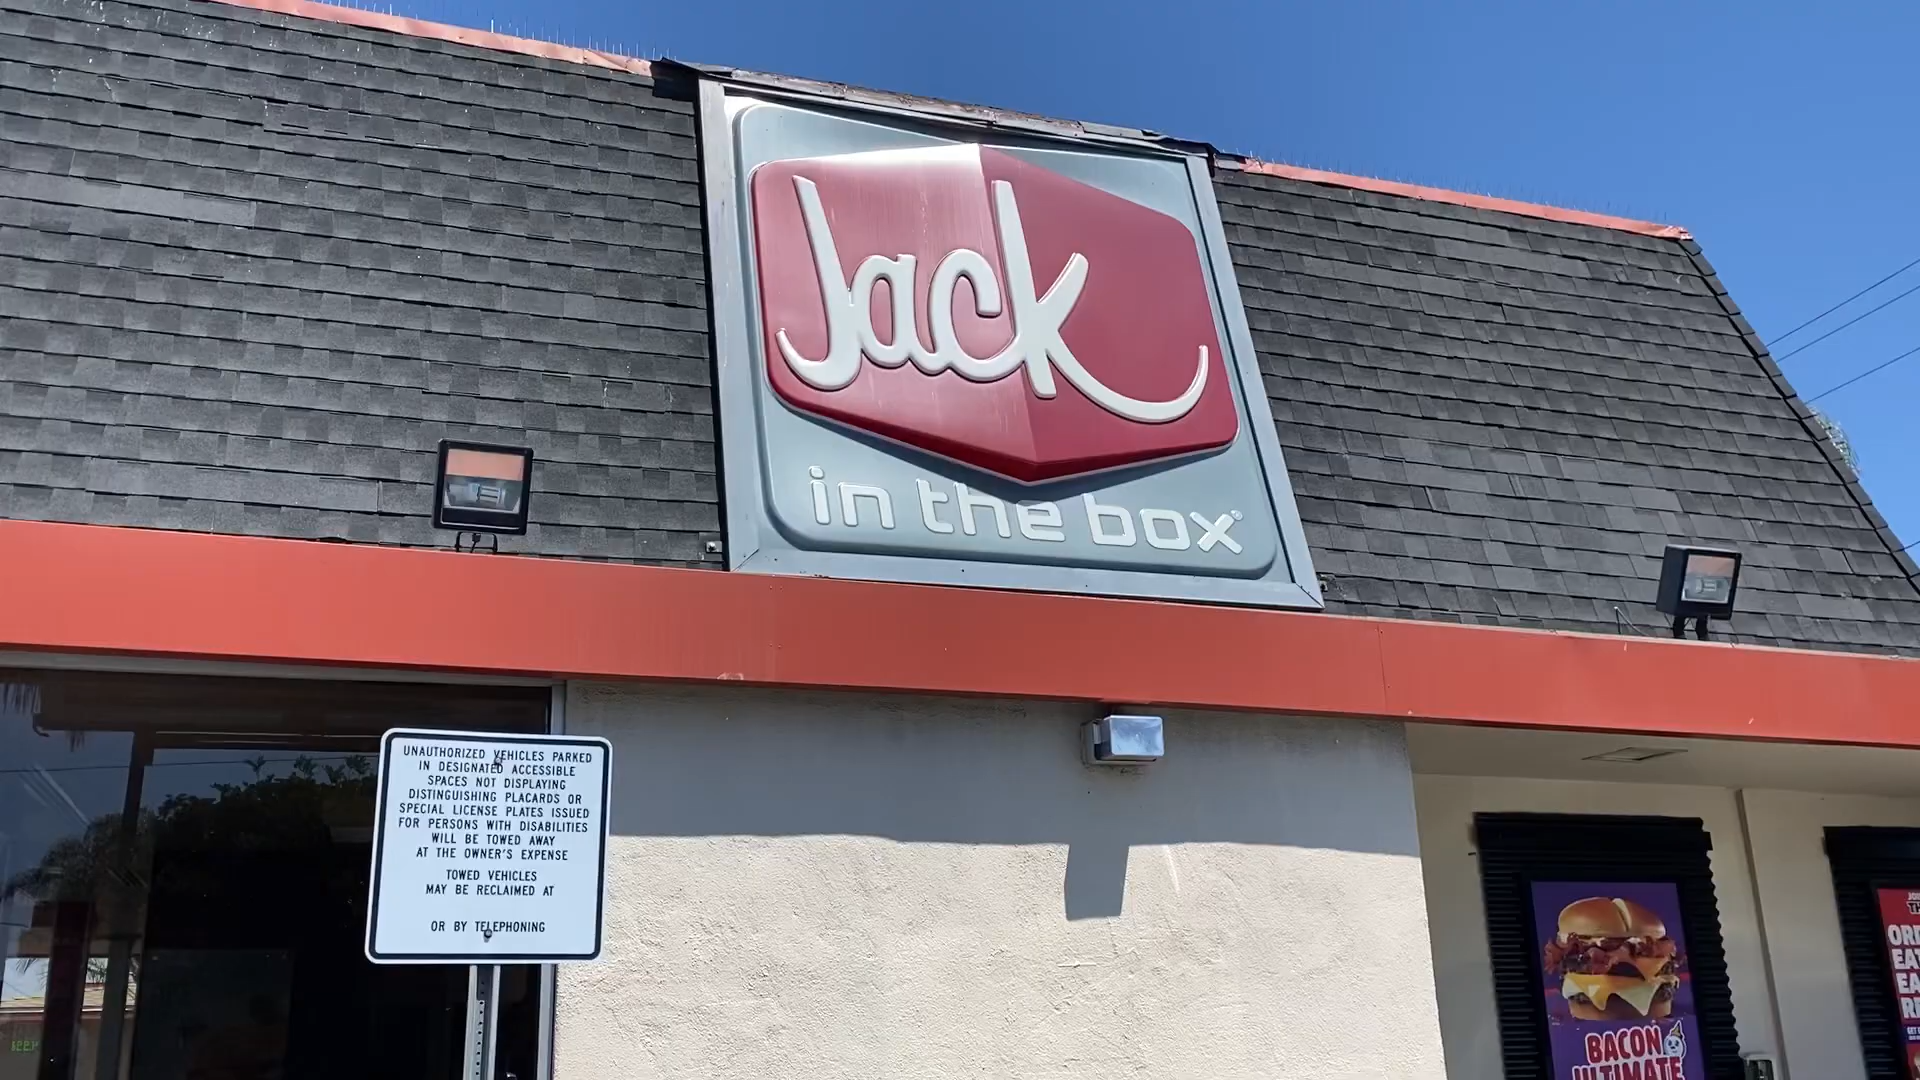 Jack
in the box®
UNAUTHORIZED VEHICLES PARKED
IN DESIGNATED ACCESSIBLE
SPACES NOT DISPLAYING
DISTINGUISHING PLACARDS OR
SPECIAL LICENSE PLATES ISSUED
FOR PERSONS WITH DISABILITIES
WILL BE TOWED AWAY
AT THE OWNER'S EXPENSE
TOWED VEHICLES
MAY BE RECLAIMED AT
OR BY TELEPHONING
BACON
ULTIMATE